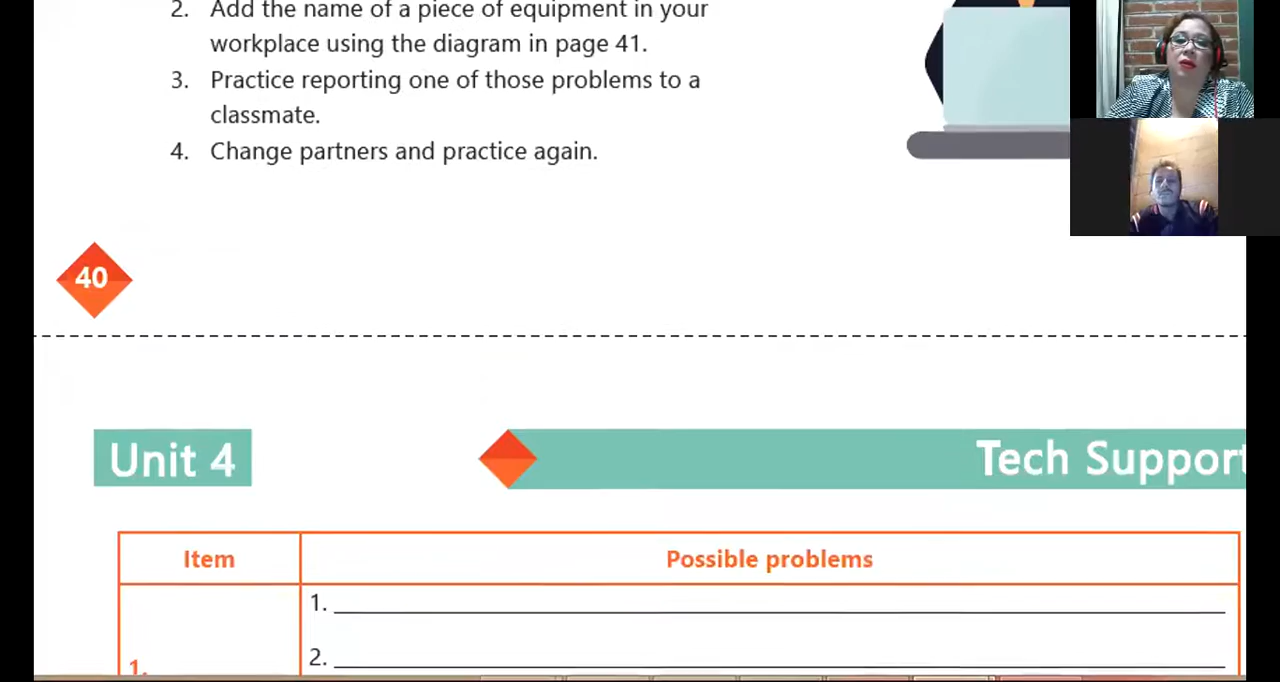 2. Add the name of a piece of equipment in your
workplace using the diagram in page 41.
3. Practice reporting one of those problems to a
classmate.
4. Change partners and practice again.
40
Unit 4
Tech Support
Item
Possible problems
1.
2.
1.